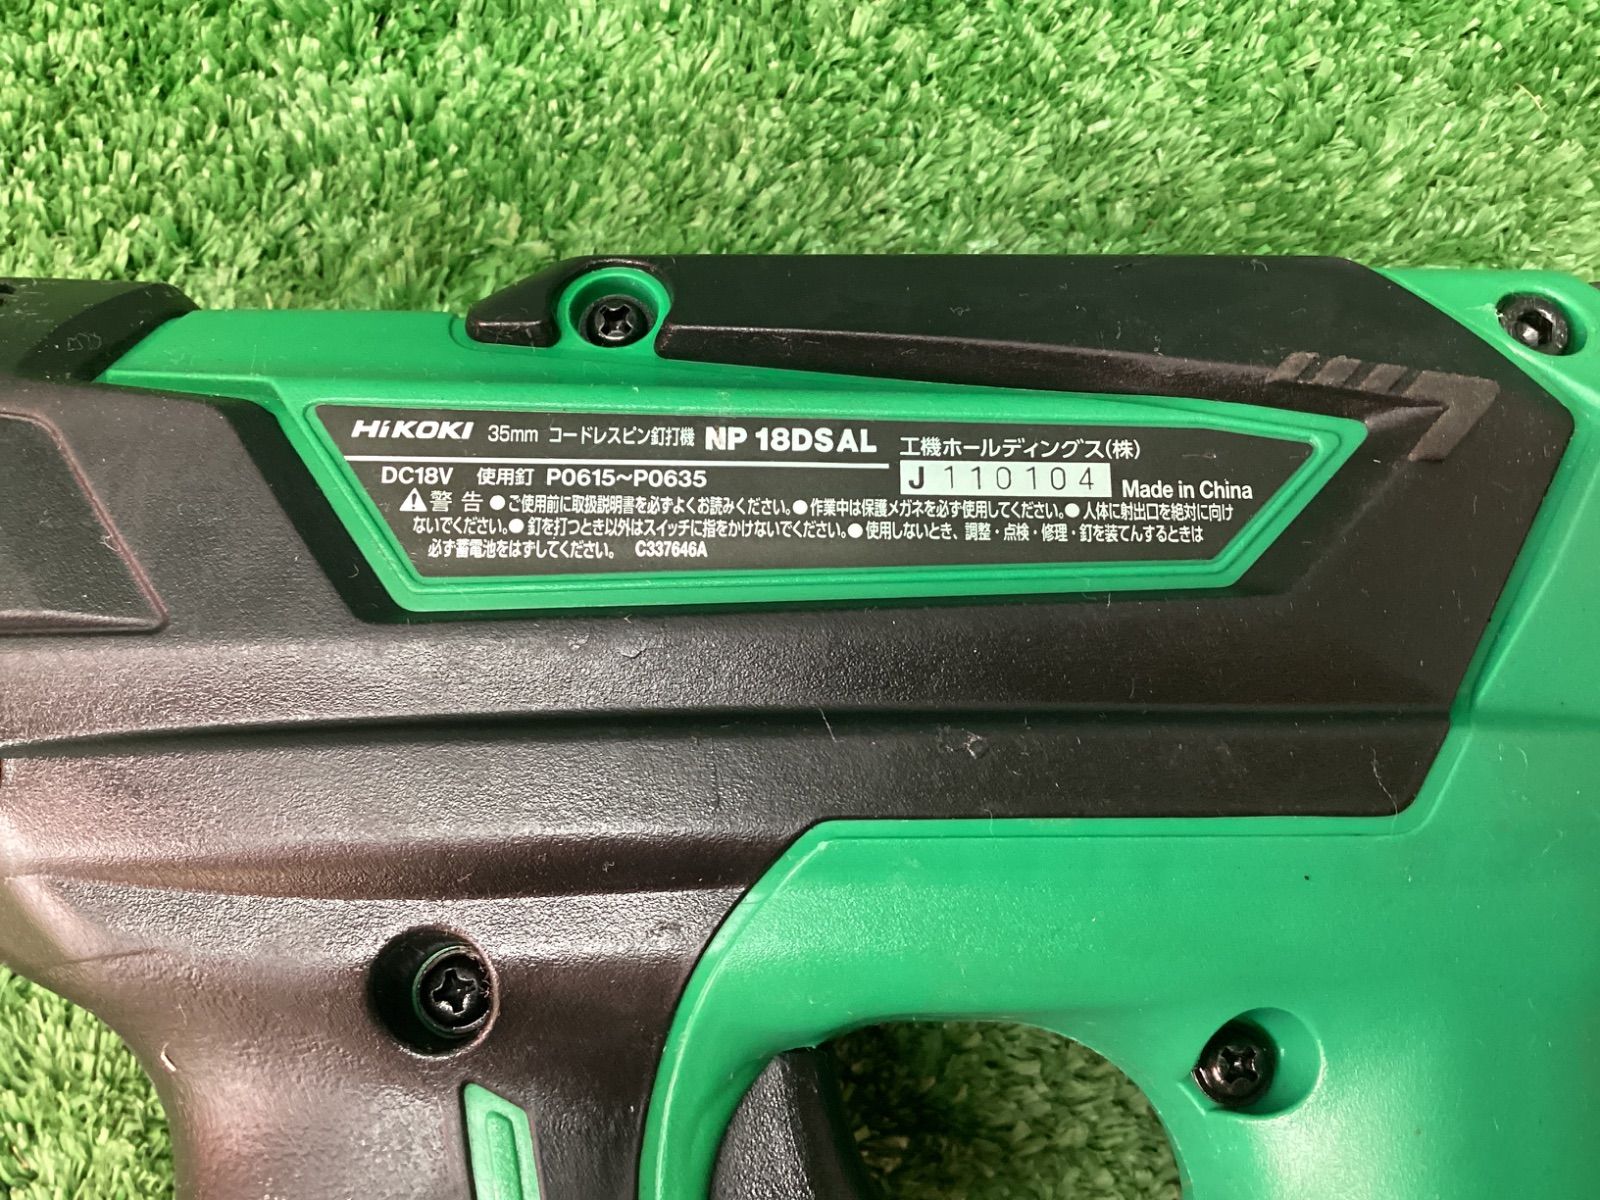 HiKOKI 35mm コードレスピン釘打機 NP 18DSAL 工機ホールディングス(株)
DC18V 使用釘 P0615～P0635 J 110104 Made in China
警告 ●ご使用前に取扱説明書を必ずよくお読みください。●作業中は保護メガネを必ず使用してください。●人体に射出口を絶対に向け
ないでください。●釘を打つとき以外はスイッチに指をかけないでください。●使用しないとき、調整・点検・修理・釘を装てんするときは
必ず蓄電池をはずしてください。 C337646A